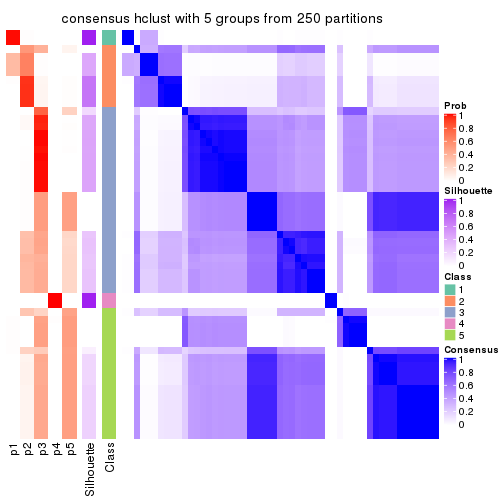 consensus hclust with 5 groups from 250 partitions
Prob
1
0.8
0.6
0.4
0.2
0
Silhouette
1
0.8
0.6
0.4
0.2
0
Class
1
2
3
4
5
Consensus
1
0.8
0.6
0.4
0.2
0
p1
p2
p3
p4
p5
Silhouette
Class